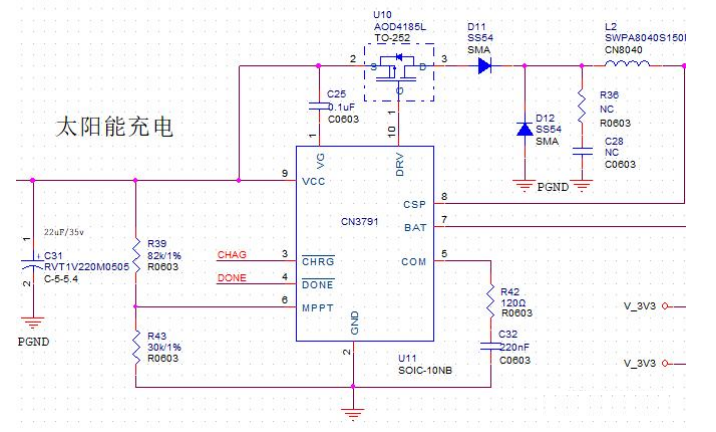 U10
AOD4185L
TO-252
D11
SS54
SMA
L2
SWPA8040S150
CN8040
2
S
D
3
G
C25
0.1uF
C0603
1
10
1
R36
NC
R0603
D12
SS54
SMA
C28
NC
C0603
PGND
太阳能充电
VG
DRV
9
VCC
CSP
8
CN3791
BAT
7
22uF/35v
1
C31
RVT1V220M0505
C-5-5.4
2
PGND
R39
82k/1%
R0603
CHAG
3
CHRG
DONE
4
DONE
6
MPPT
COM
5
R42
120Ω
R0603
C32
220nF
C0603
V_3V3
V_3V3
R43
30k/1%
R0603
GND
2
U11
SOIC-10NB